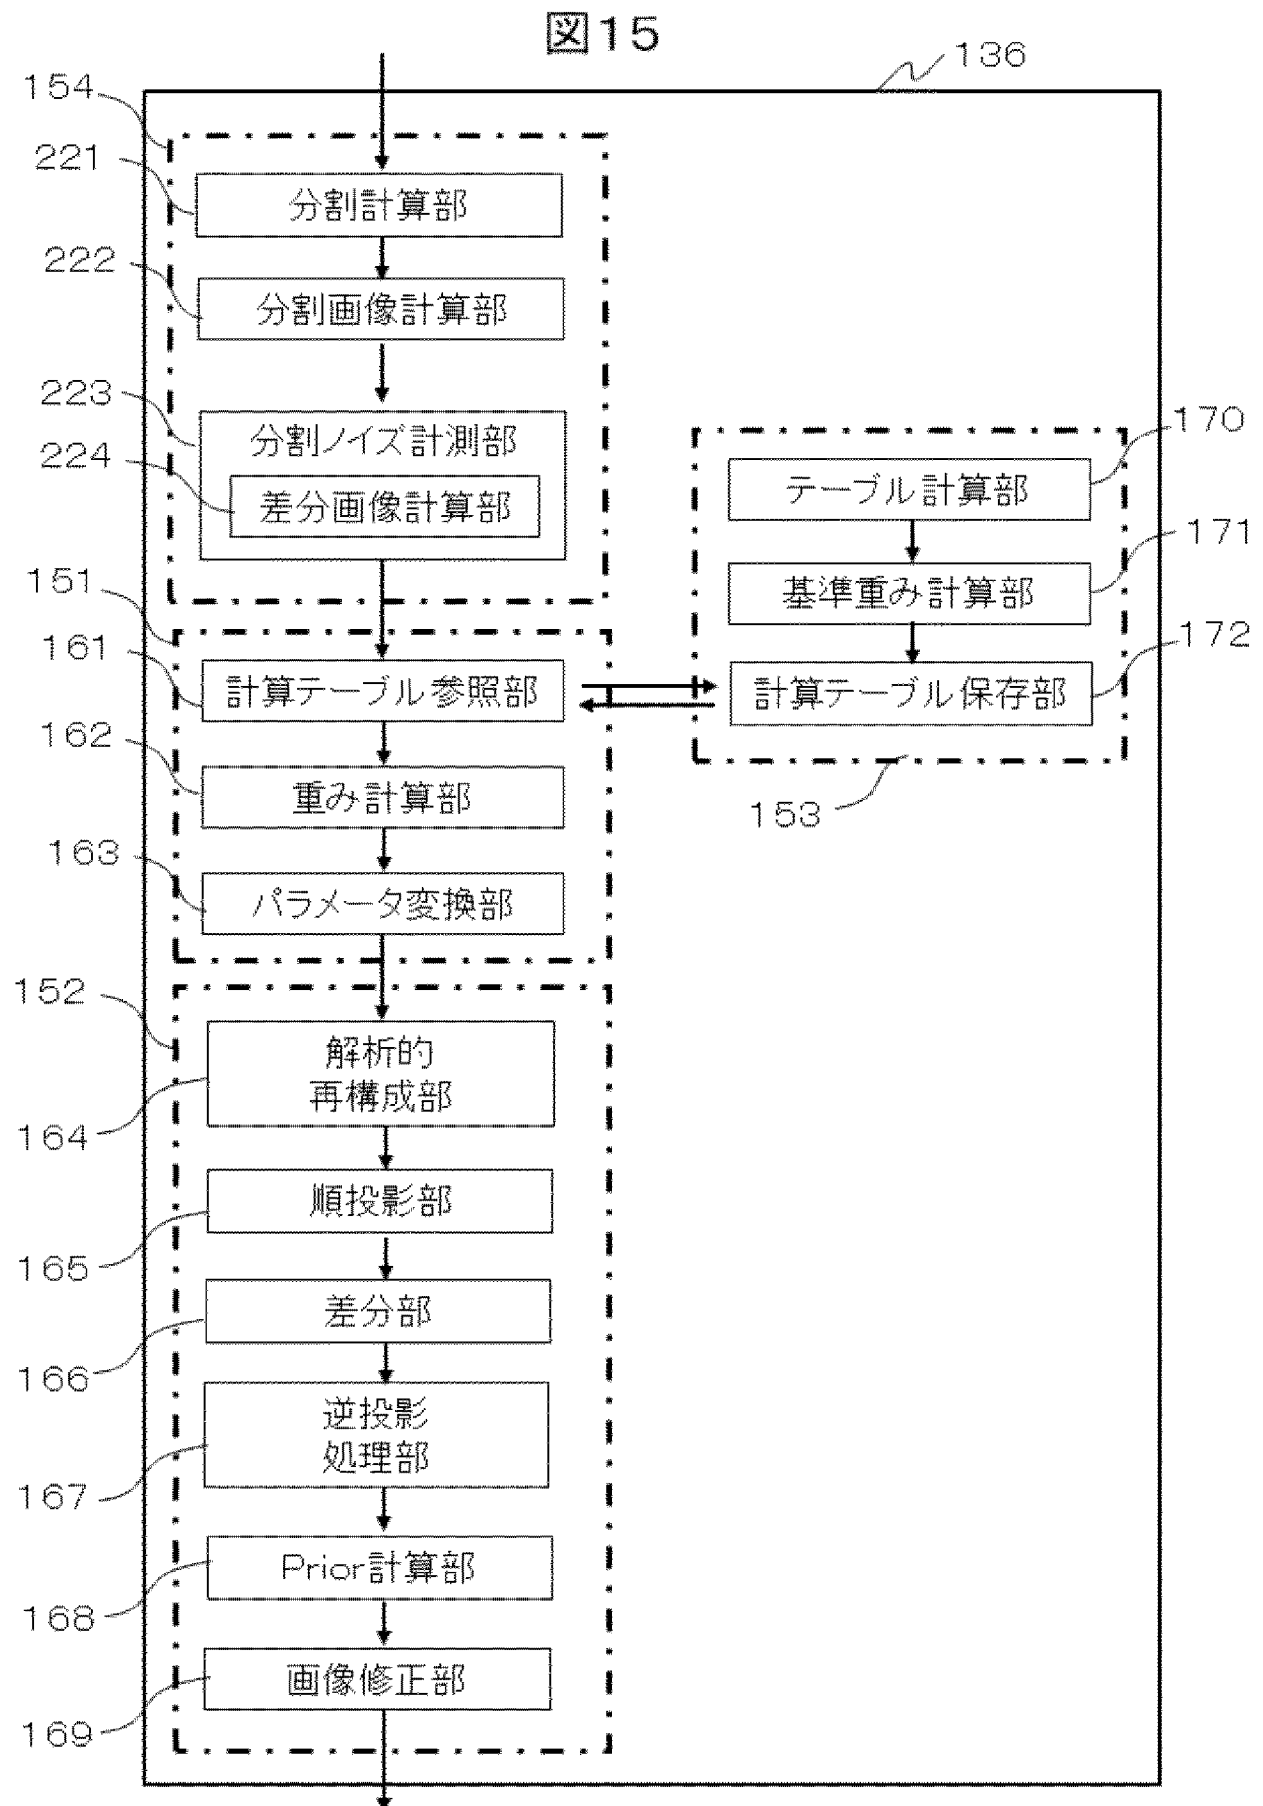 図15
136
154
221
分割計算部
222
分割画像計算部
223
分割ノイズ計測部
224
差分画像計算部
170
テーブル計算部
171
基準重み計算部
172
計算テーブル保存部
153
151
161
計算テーブル参照部
162
重み計算部
163
パラメータ変換部
152
解析的
再構成部
164
順投影部
165
差分部
166
逆投影
処理部
167
Prior計算部
168
画像修正部
169